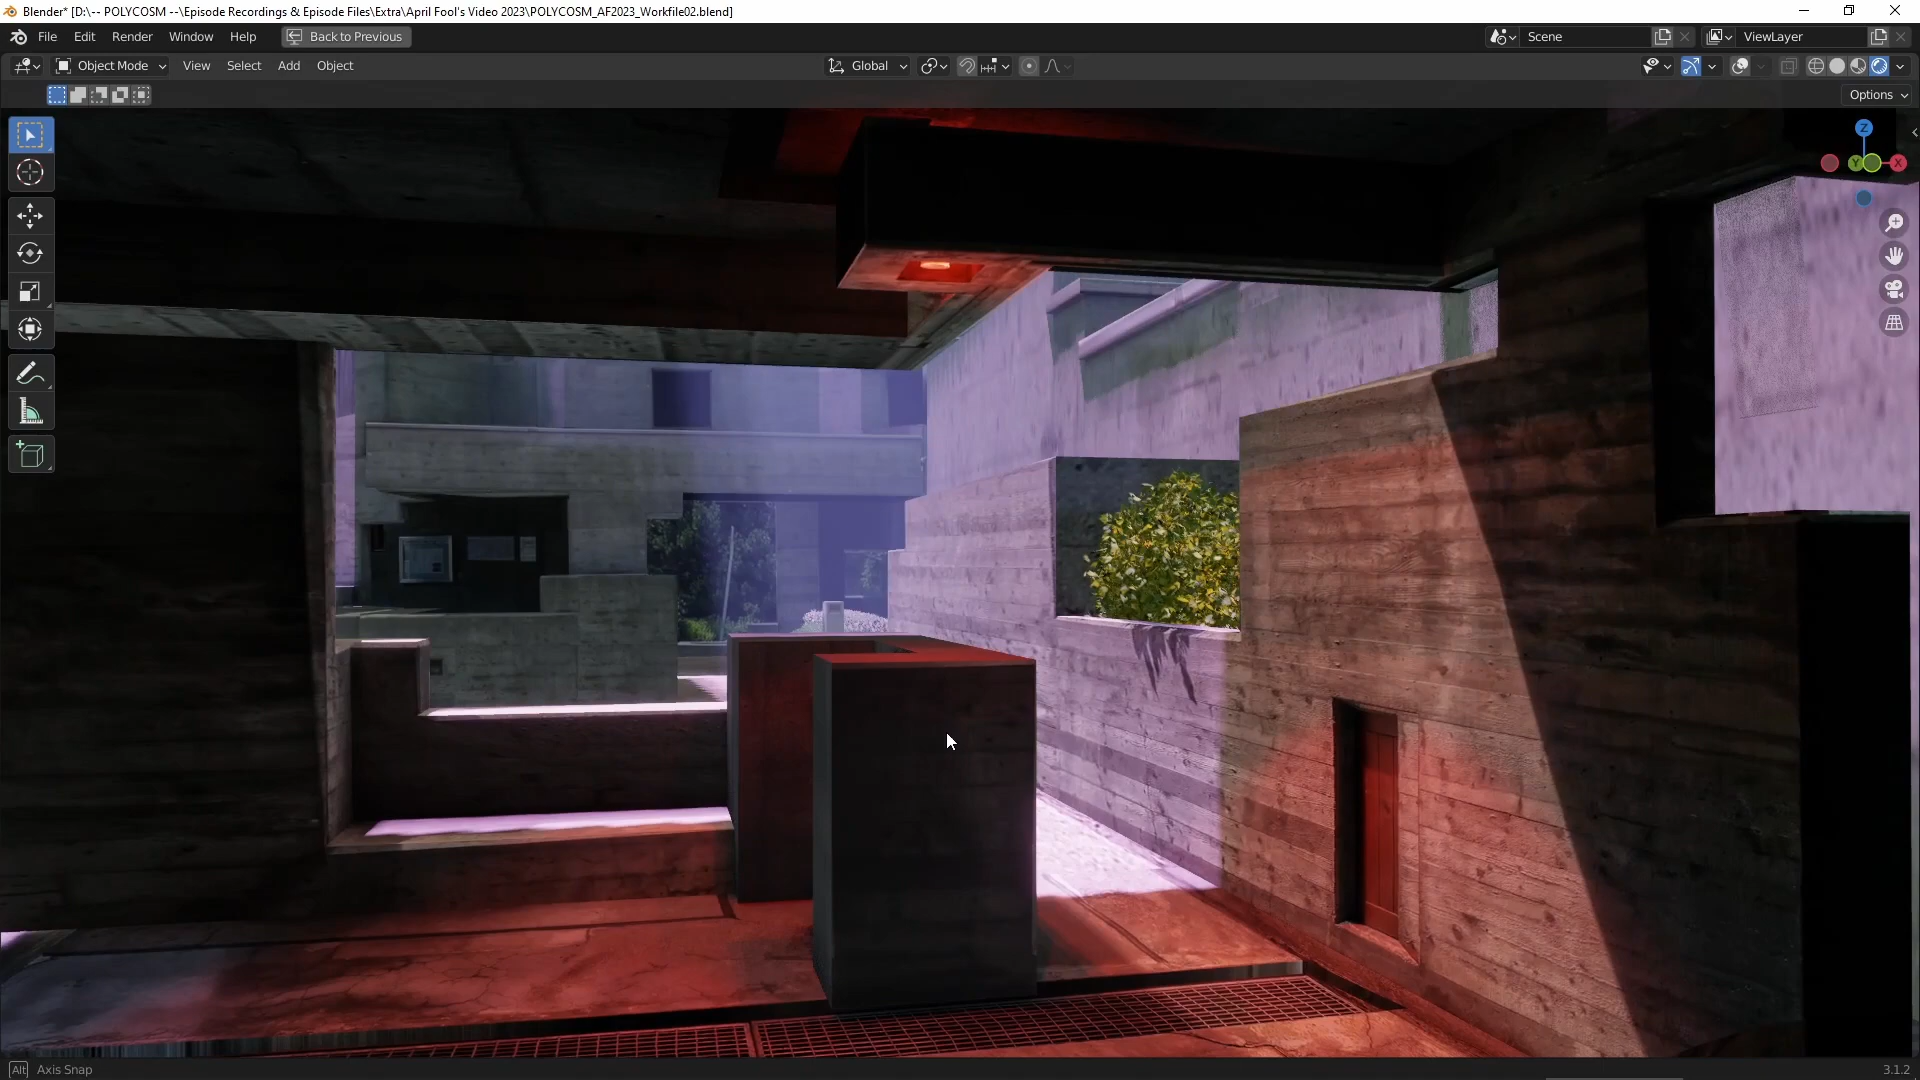 Blender* [D:\-- POLYCOSM --\Episode Recordings & Episode Files\Extra\April Fool's Video 2023\POLYCOSM_AF2023_Workfile02.blend]
File Edit Render Window Help Back to Previous Scene ViewLayer
Object Mode View Select Add Object Global
Options
Z
Y X
Alt Axis Snap 3.1.2